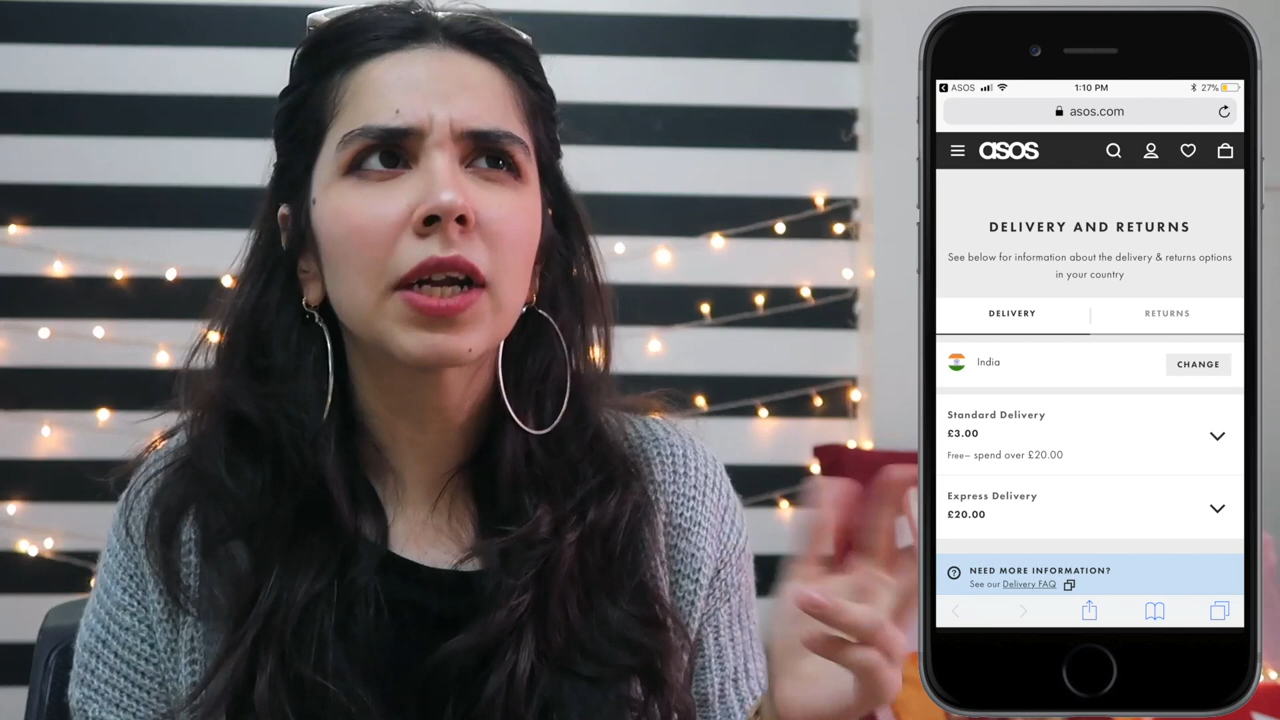 ASOS
1:10 PM
27%
asos.com
asos
DELIVERY AND RETURNS
See below for information about the delivery & returns options
in your country
DELIVERY
RETURNS
India
CHANGE
Standard Delivery
£3.00
Free– spend over £20.00
Express Delivery
£20.00
NEED MORE INFORMATION?
See our Delivery FAQ